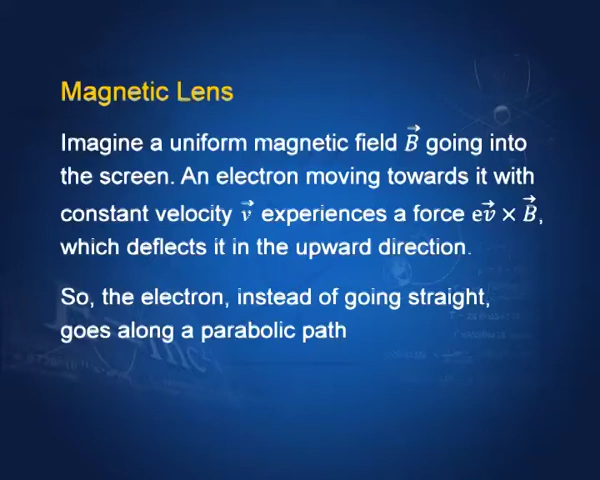 Magnetic Lens
Imagine a uniform magnetic field B⃗ going into
the screen. An electron moving towards it with
constant velocity v⃗ experiences a force ev⃗ × B⃗,
which deflects it in the upward direction.
So, the electron, instead of going straight,
goes along a parabolic path